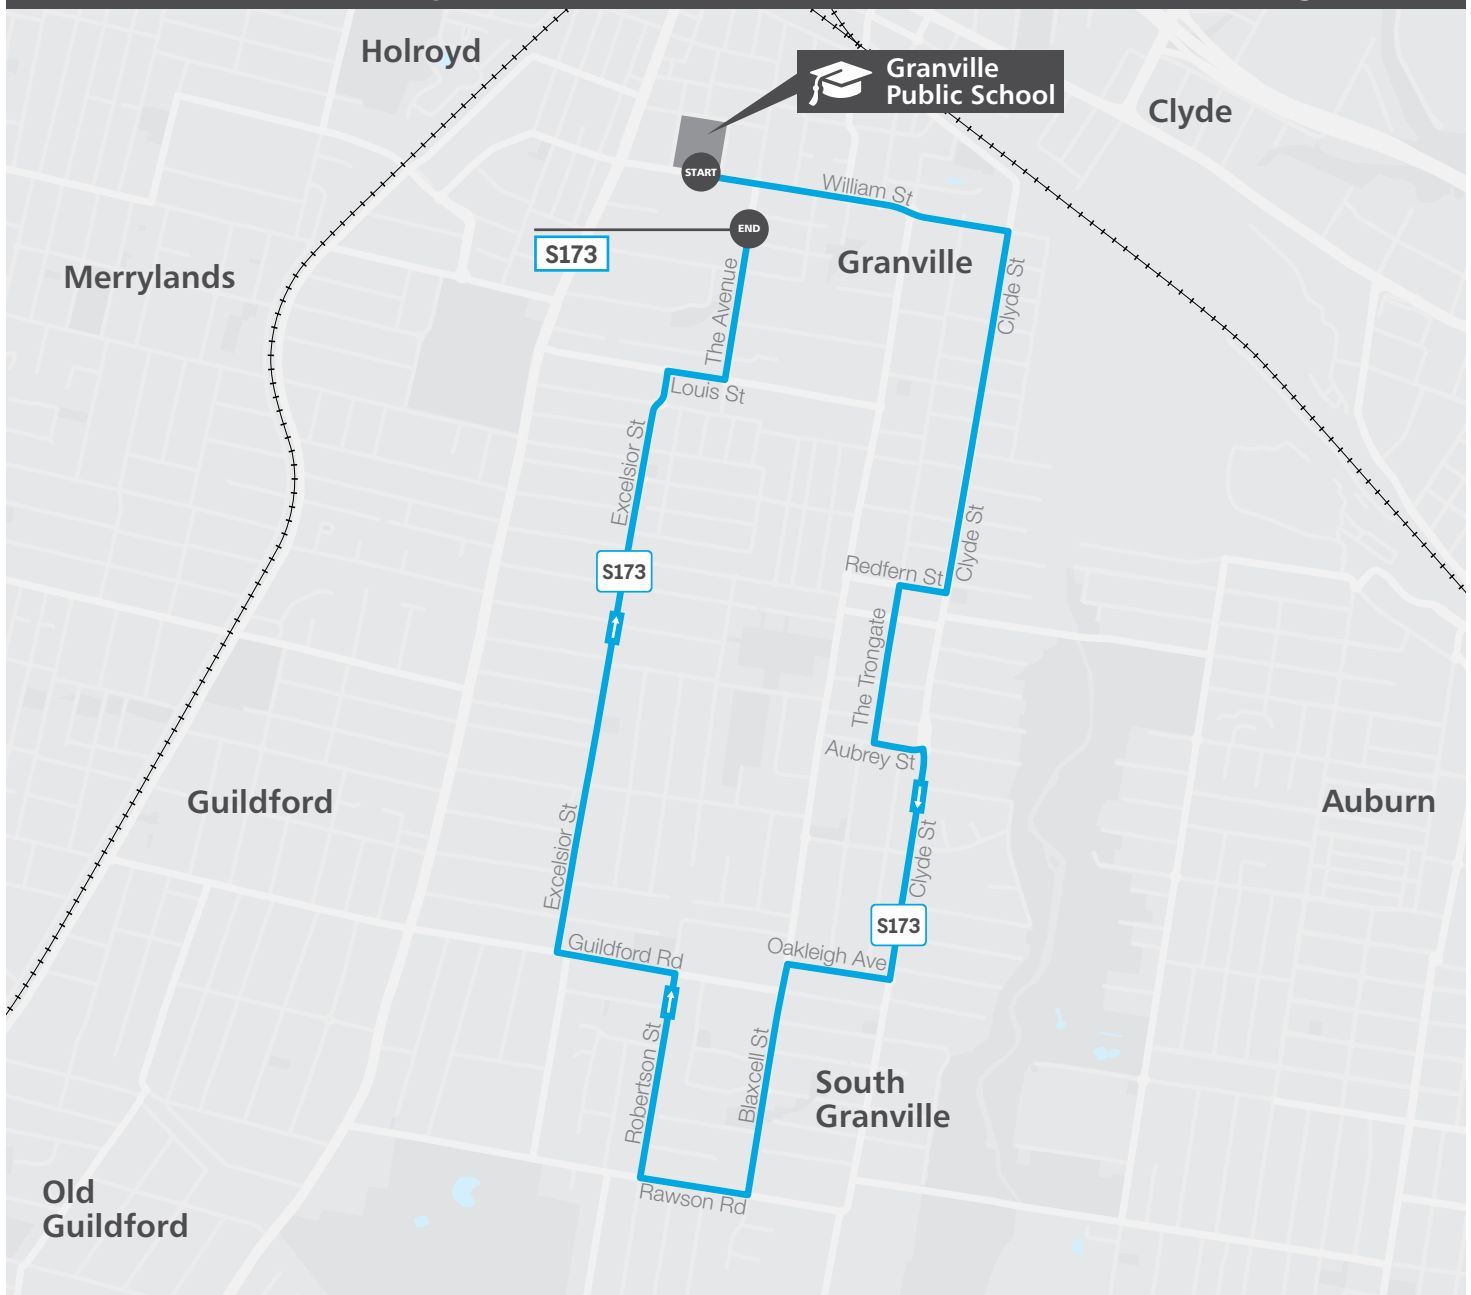 Holroyd
Granville
Public School
Clyde
START
William St
END
S173
Granville
Merrylands
The Avenue
Clyde St
Louis St
Excelsior St
Clyde St
Redfern St
S173
The Trongate
Aubrey St
Guildford
Auburn
Excelsior St
Clyde St
S173
Guildford Rd
Oakleigh Ave
Robertson St
Blaxcell St
South
Granville
Rawson Rd
Old
Guildford